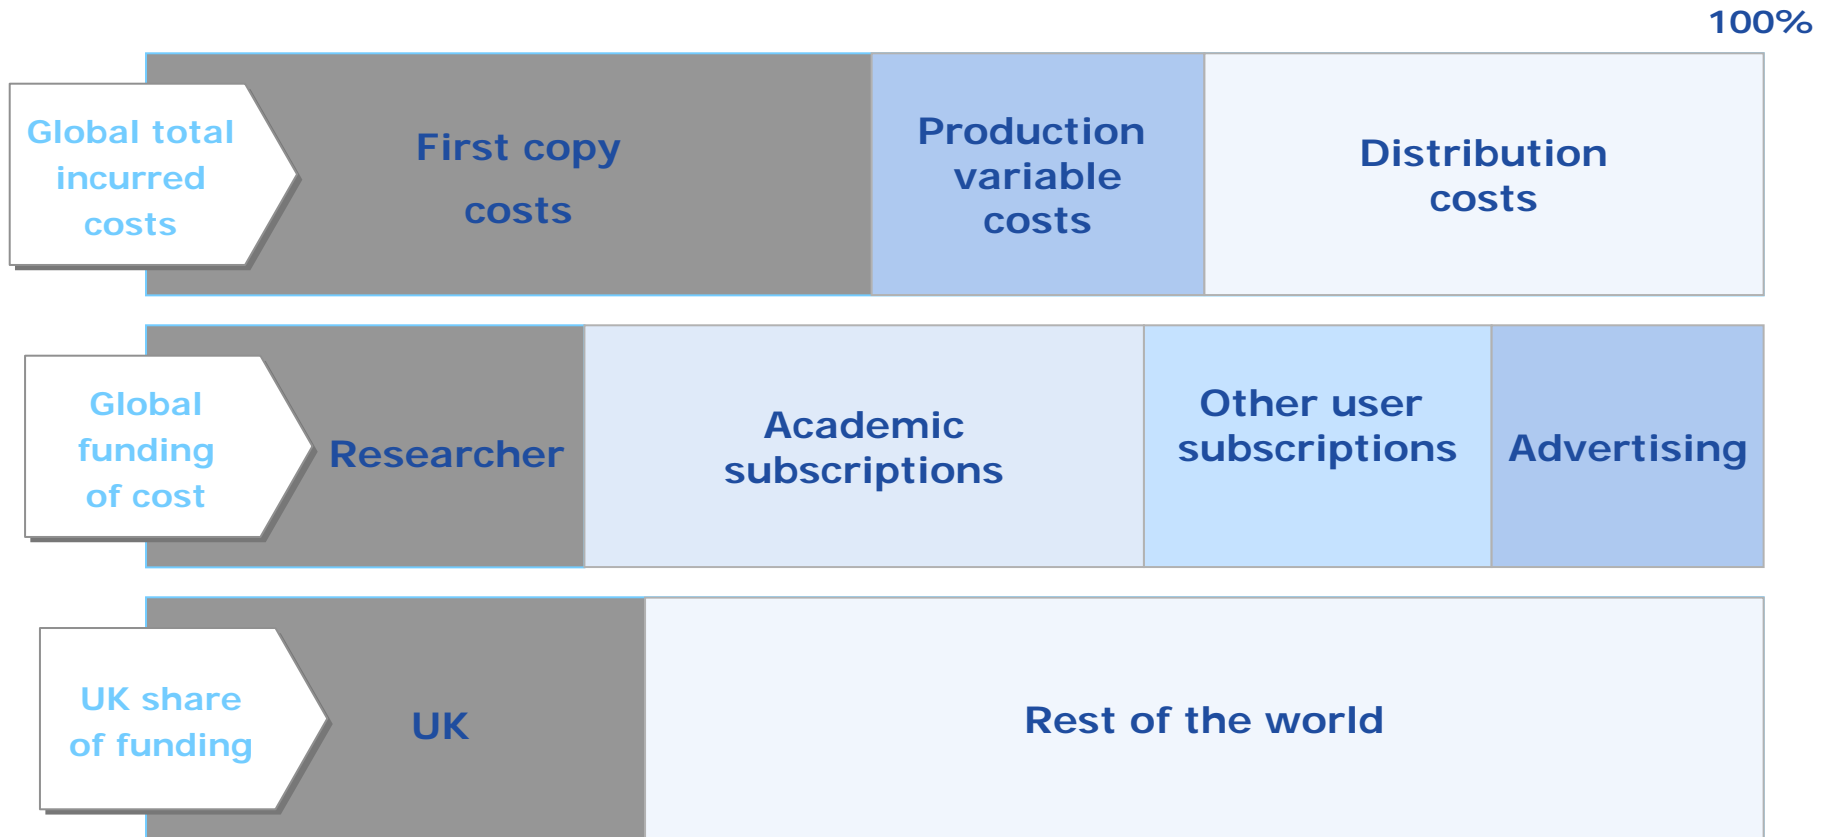 100%
Global total
incurred
costs
First copy
costs
Production
variable
costs
Distribution
costs
Global
funding
of cost
Researcher
Academic
subscriptions
Other user
subscriptions
Advertising
UK share
of funding
UK
Rest of the world